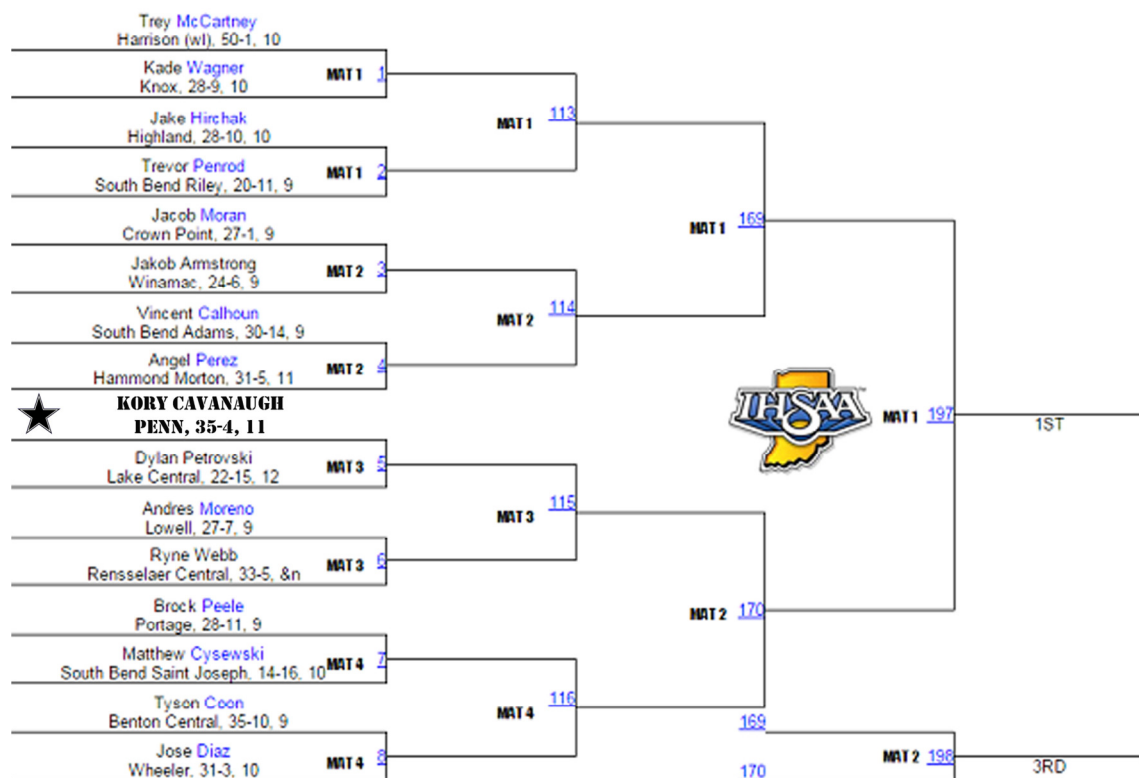 Trey McCartney
Harrison (wl), 50-1, 10
Kade Wagner
Knox, 28-9, 10
MAT 1 1
Jake Hirchak
Highland, 28-10, 10
Trevor Penrod
South Bend Riley, 20-11, 9
MAT 1 2
MAT 1 113
Jacob Moran
Crown Point, 27-1, 9
Jakob Armstrong
Winamac, 24-6, 9
MAT 2 3
Vincent Calhoun
South Bend Adams, 30-14, 9
Angel Perez
Hammond Morton, 31-5, 11
MAT 2 4
MAT 2 114
MAT 1 169
KORY CAVANAUGH
PENN, 35-4, 11
Dylan Petrovski
Lake Central, 22-15, 12
MAT 3 5
Andres Moreno
Lowell, 27-7, 9
Ryne Webb
Rensselaer Central, 33-5, &n
MAT 3 6
MAT 3 115
Brock Peele
Portage, 28-11, 9
Matthew Cysewski
South Bend Saint Joseph, 14-16, 10
MAT 4 7
Tyson Coon
Benton Central, 35-10, 9
Jose Diaz
Wheeler, 31-3, 10
MAT 4 8
MAT 4 116
MAT 2 170
IHSAA
MAT 1 197
1ST
169
170
MAT 2 198
3RD